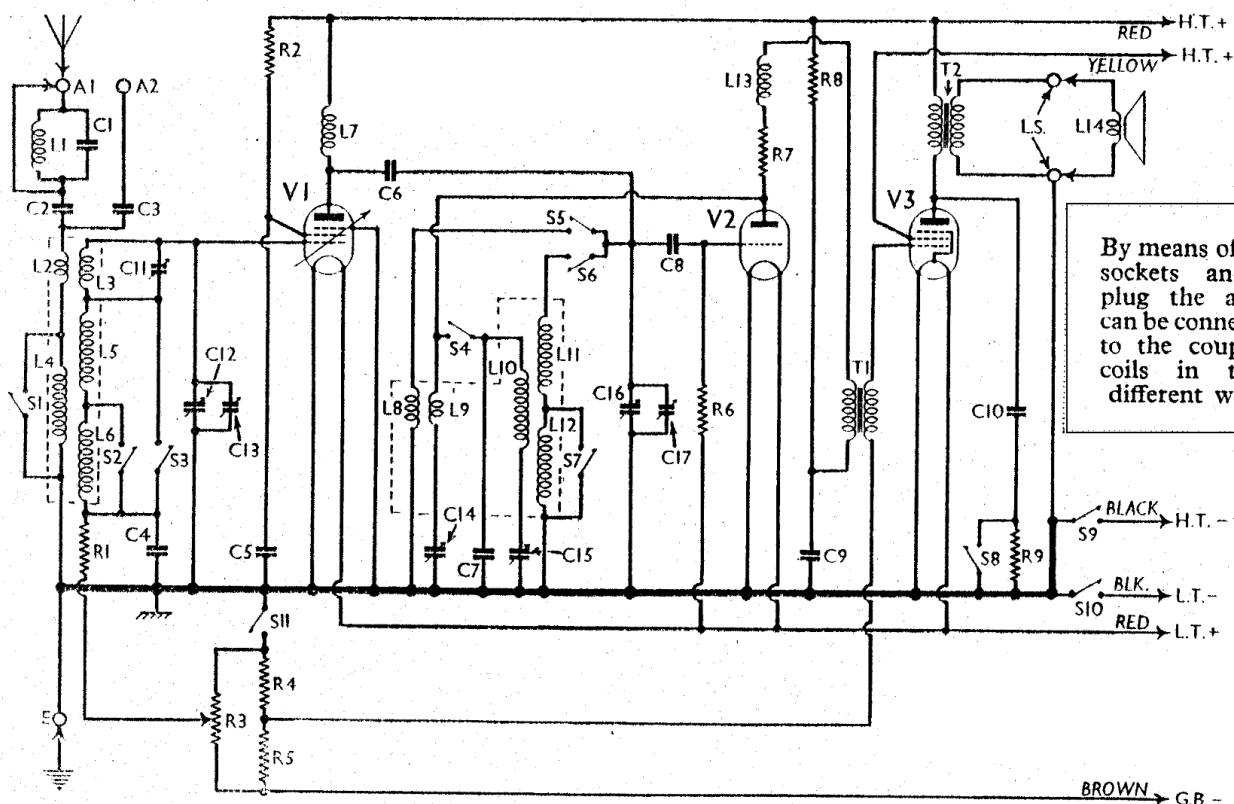 H.T.+
RED
H.T.+
YELLOW
R2
A1
A2
L13
R8
T2
C1
L1
L7
L.S.
L14
R7
C6
V1
V2
V3
C2
C3
S5
S6
C8
L2
L3
C11
By means of
sockets an
plug the a
can be conne
to the coup
coils in t
different w
S4
L10
L11
L4
L5
S1
C12
C13
L8
L9
C16
C17
R6
T1
C10
L6
S2
S3
L12
S7
R1
C4
C5
C14
C7
C15
C9
S8
R9
S9
BLACK
H.T.-
S10
BLK.
L.T.-
RED
L.T.+
S11
R4
E
R3
R5
BROWN
G.B.-